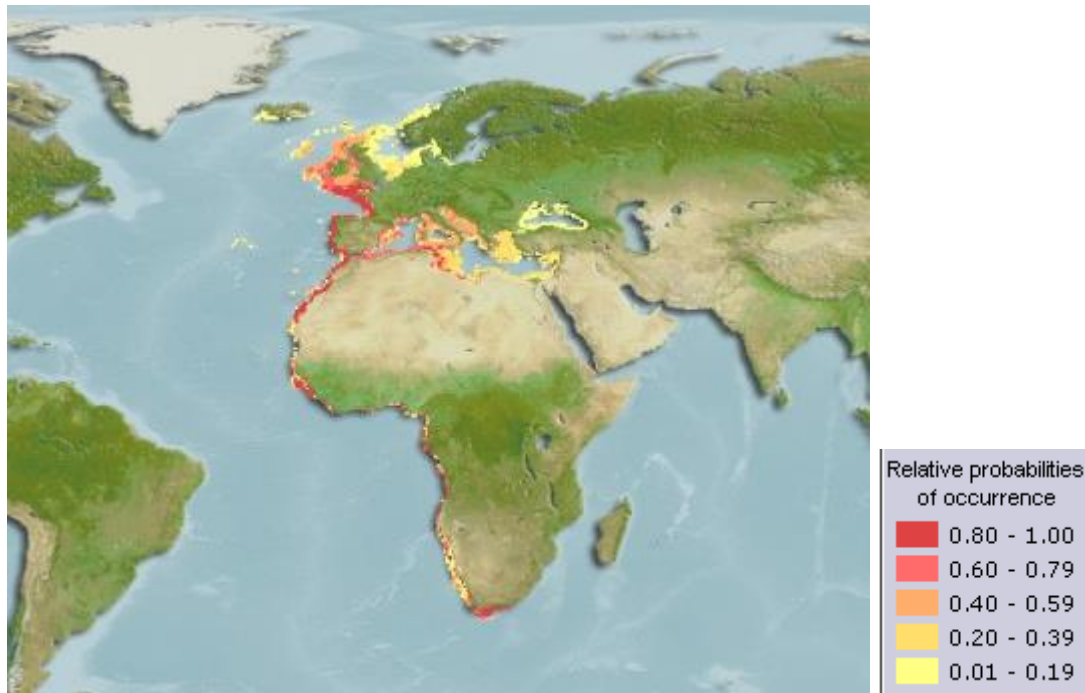 Relative probabilities
of occurrence
0.80 - 1.00
0.60 - 0.79
0.40 - 0.59
0.20 - 0.39
0.01 - 0.19